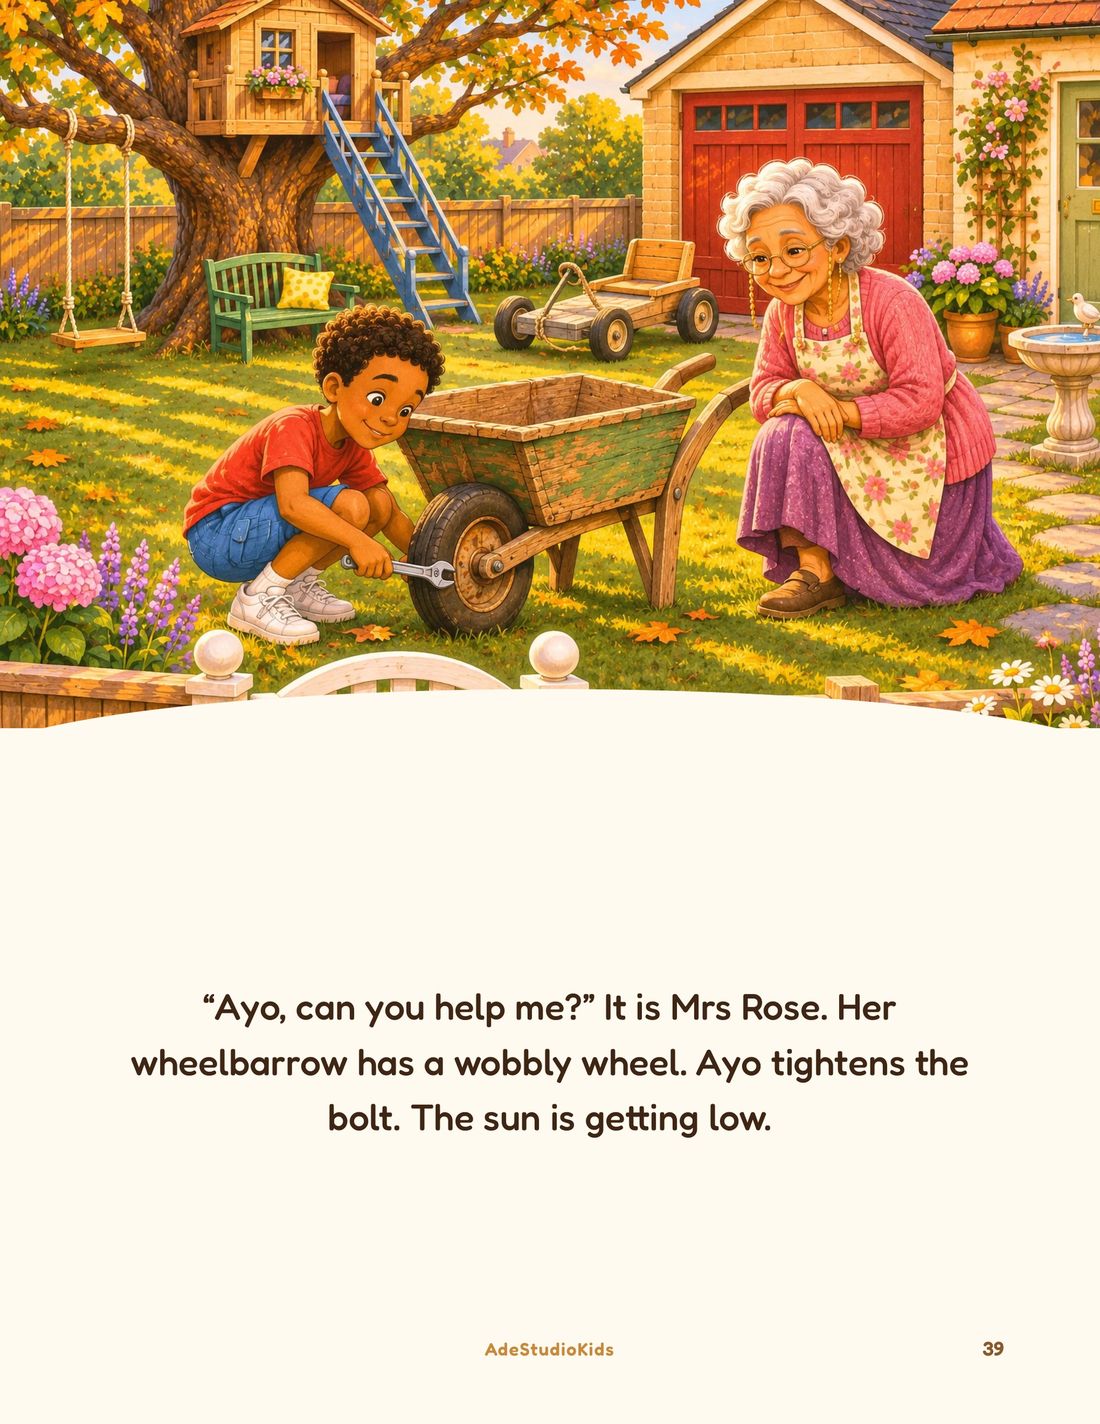 “Ayo, can you help me?” It is Mrs Rose. Her
wheelbarrow has a wobbly wheel. Ayo tightens the
bolt. The sun is getting low.
AdeStudioKids
39